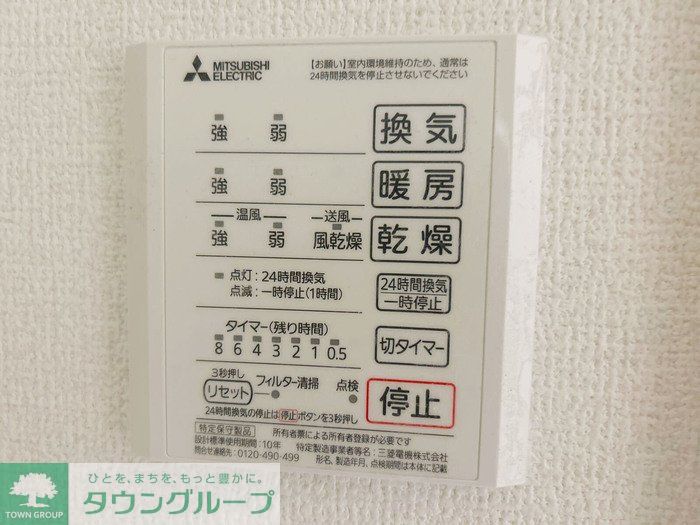 MITSUBISHI
ELECTRIC
【お願い】室内環境維持のため、通常は
24時間換気を停止させないでください
強 弱 換気
強 弱 暖房
温風 送風
強 弱 風乾燥 乾燥
点灯:24時間換気
点滅:一時停止(1時間)
24時間換気
一時停止
タイマー(残り時間)
8 6 4 3 2 1 0.5
切タイマー
3秒押し
リセット フィルター清掃 点検
停止
24時間換気の停止は 停止 ボタンを3秒押し
特定保守製品 所有者票による所有者登録が必要です
設計標準使用期間:10年 特定製造事業者等名:三菱電機株式会社
問合せ連絡先:0120-490-499 形名、製造年月、点検期間は本体に記載
ひとを、まちを、もっと豊かに。
タウングループ
TOWN GROUP